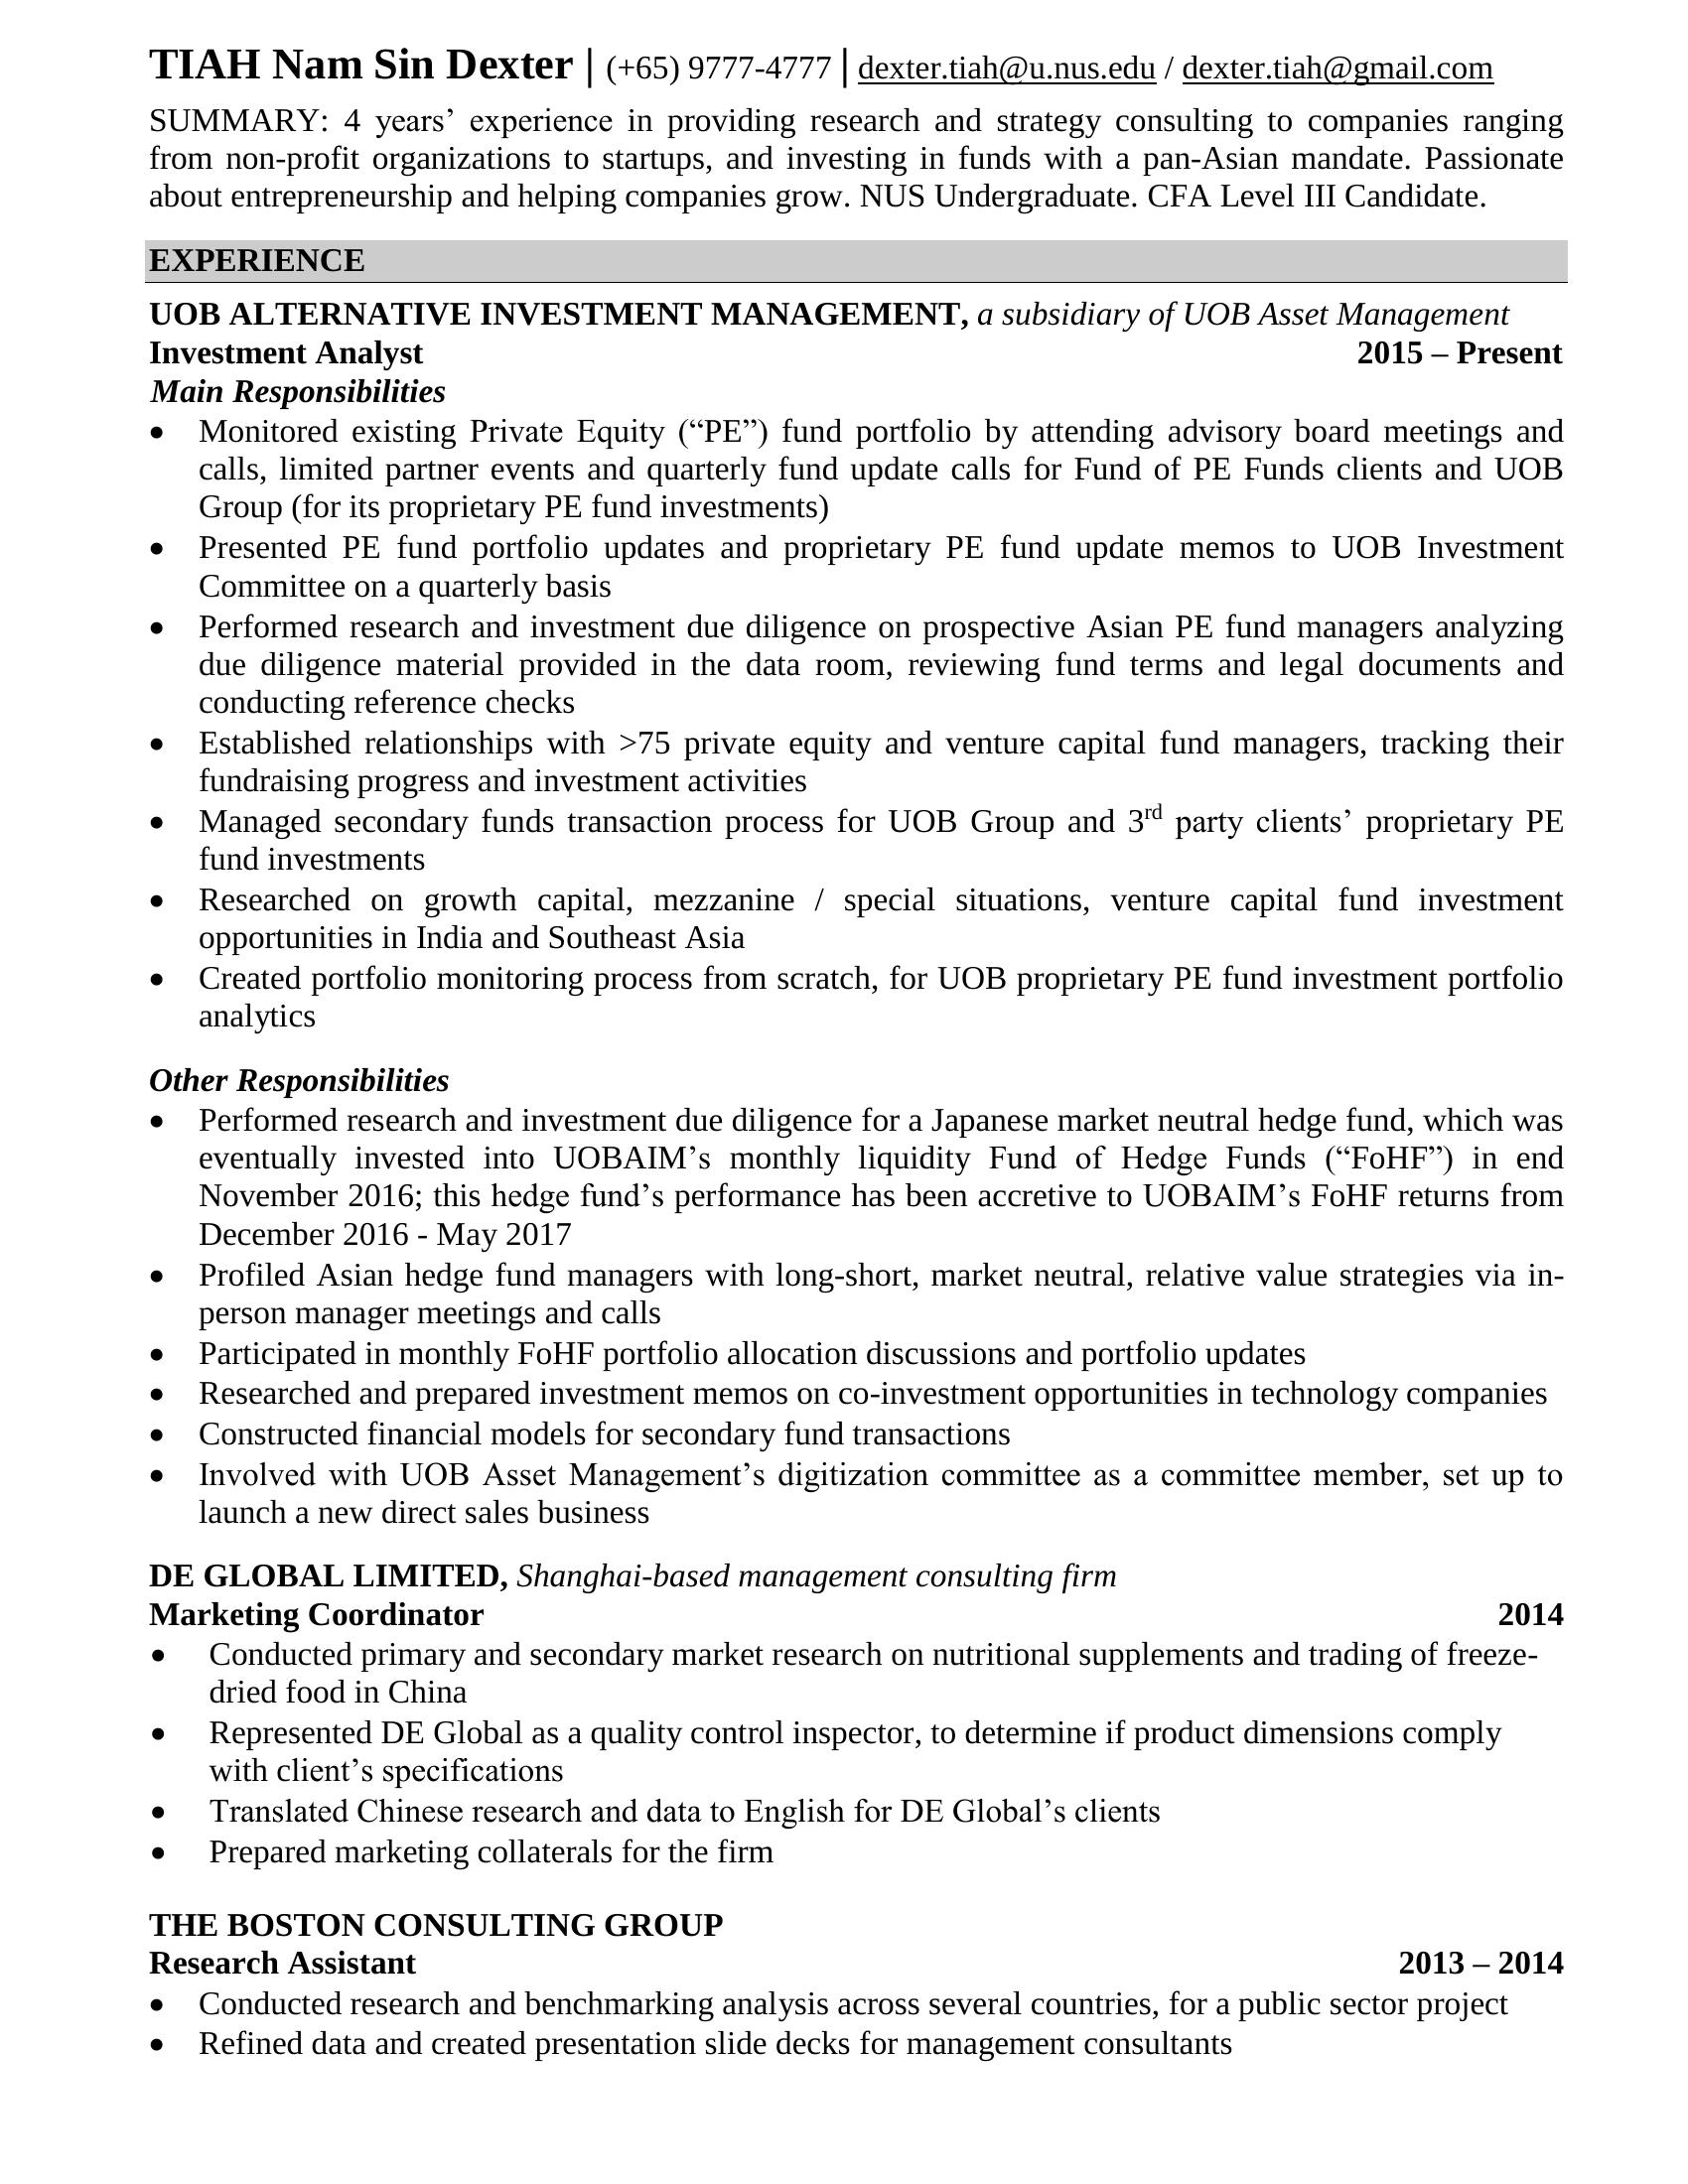 TIAH Nam Sin Dexter | (+65) 9777-4777 | dexter.tiah@u.nus.edu / dexter.tiah@gmail.com
SUMMARY: 4 years’ experience in providing research and strategy consulting to companies ranging
from non-profit organizations to startups, and investing in funds with a pan-Asian mandate. Passionate
about entrepreneurship and helping companies grow. NUS Undergraduate. CFA Level III Candidate.
EXPERIENCE
UOB ALTERNATIVE INVESTMENT MANAGEMENT, a subsidiary of UOB Asset Management
Investment Analyst 2015 – Present
Main Responsibilities
• Monitored existing Private Equity (“PE”) fund portfolio by attending advisory board meetings and
calls, limited partner events and quarterly fund update calls for Fund of PE Funds clients and UOB
Group (for its proprietary PE fund investments)
• Presented PE fund portfolio updates and proprietary PE fund update memos to UOB Investment
Committee on a quarterly basis
• Performed research and investment due diligence on prospective Asian PE fund managers analyzing
due diligence material provided in the data room, reviewing fund terms and legal documents and
conducting reference checks
• Established relationships with >75 private equity and venture capital fund managers, tracking their
fundraising progress and investment activities
• Managed secondary funds transaction process for UOB Group and 3rd party clients’ proprietary PE
fund investments
• Researched on growth capital, mezzanine / special situations, venture capital fund investment
opportunities in India and Southeast Asia
• Created portfolio monitoring process from scratch, for UOB proprietary PE fund investment portfolio
analytics
Other Responsibilities
• Performed research and investment due diligence for a Japanese market neutral hedge fund, which was
eventually invested into UOBAIM’s monthly liquidity Fund of Hedge Funds (“FoHF”) in end
November 2016; this hedge fund’s performance has been accretive to UOBAIM’s FoHF returns from
December 2016 - May 2017
• Profiled Asian hedge fund managers with long-short, market neutral, relative value strategies via in-
person manager meetings and calls
• Participated in monthly FoHF portfolio allocation discussions and portfolio updates
• Researched and prepared investment memos on co-investment opportunities in technology companies
• Constructed financial models for secondary fund transactions
• Involved with UOB Asset Management’s digitization committee as a committee member, set up to
launch a new direct sales business
DE GLOBAL LIMITED, Shanghai-based management consulting firm
Marketing Coordinator 2014
• Conducted primary and secondary market research on nutritional supplements and trading of freeze-
dried food in China
• Represented DE Global as a quality control inspector, to determine if product dimensions comply
with client’s specifications
• Translated Chinese research and data to English for DE Global’s clients
• Prepared marketing collaterals for the firm
THE BOSTON CONSULTING GROUP
Research Assistant 2013 – 2014
• Conducted research and benchmarking analysis across several countries, for a public sector project
• Refined data and created presentation slide decks for management consultants